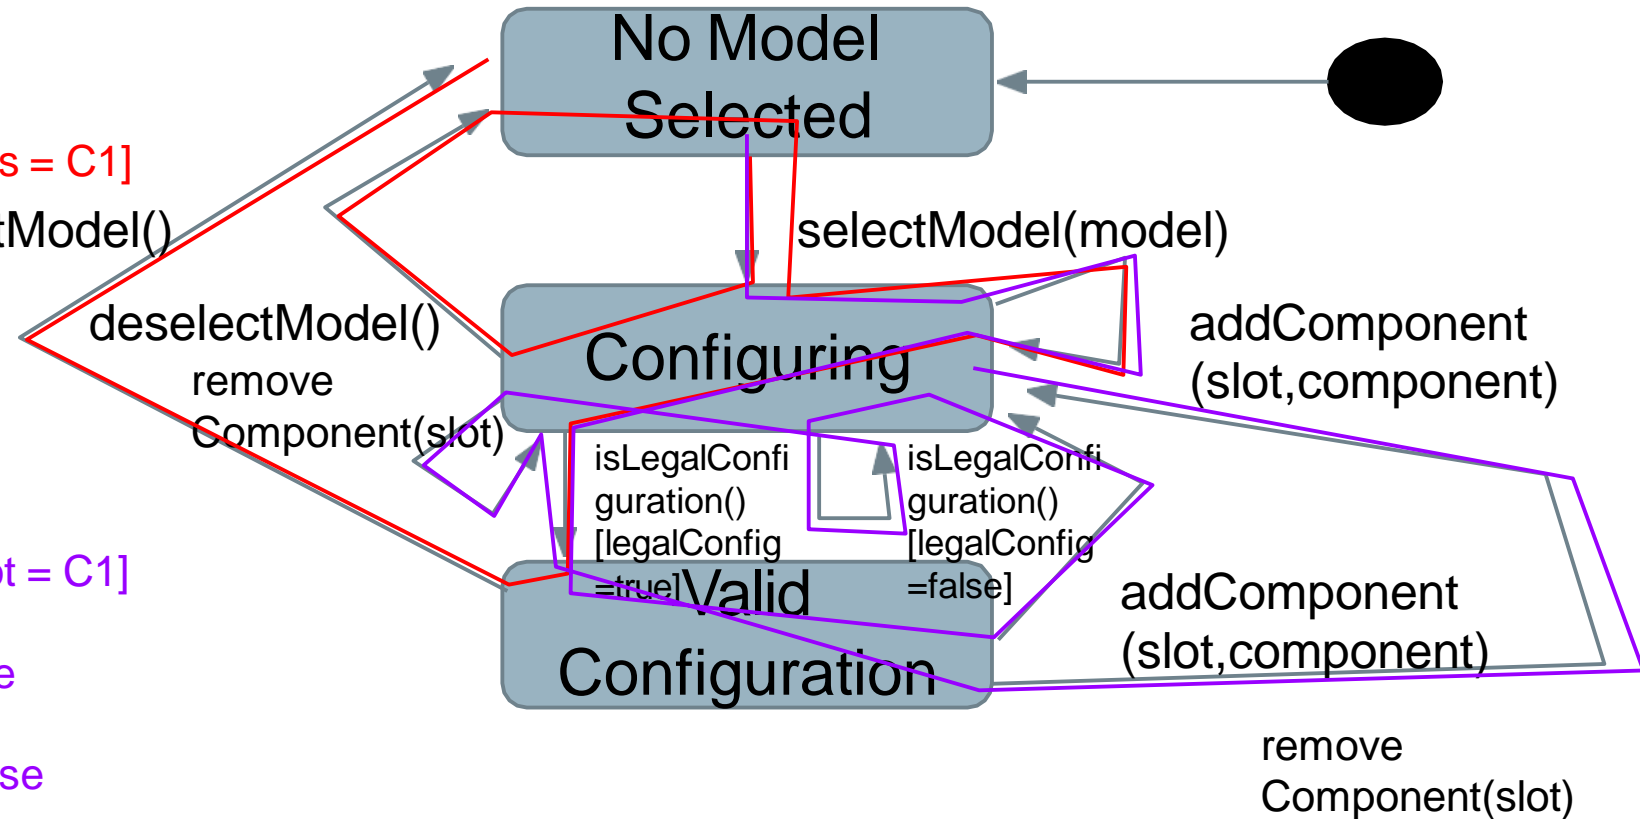 No Model
Selected
s = C1]
tModel()
selectModel(model)
deselectModel()
remove
Component(slot)
Configuring
addComponent
(slot,component)
isLegalConfi
guration()
[legalConfig
=true]
isLegalConfi
guration()
[legalConfig
=false]
t = C1]
Valid
Configuration
addComponent
(slot,component)
e
se
remove
Component(slot)